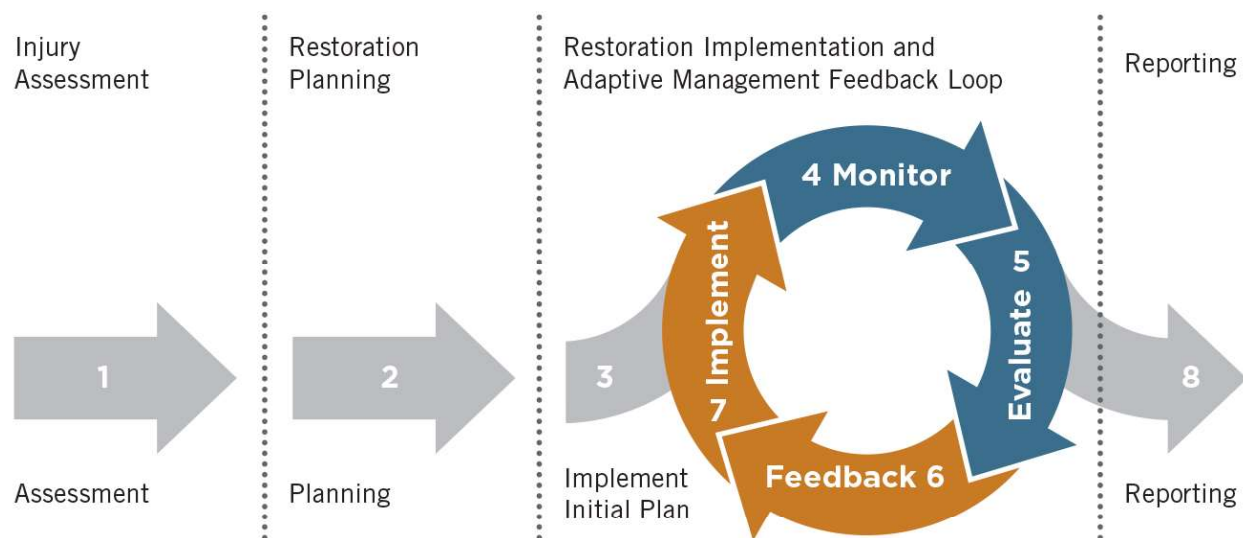 Injury
Assessment
Restoration
Planning
Restoration Implementation and
Adaptive Management Feedback Loop
Reporting
1
2
3
4 Monitor
Evaluate 5
Feedback 6
7 Implement
8
Assessment
Planning
Implement
Initial Plan
Reporting